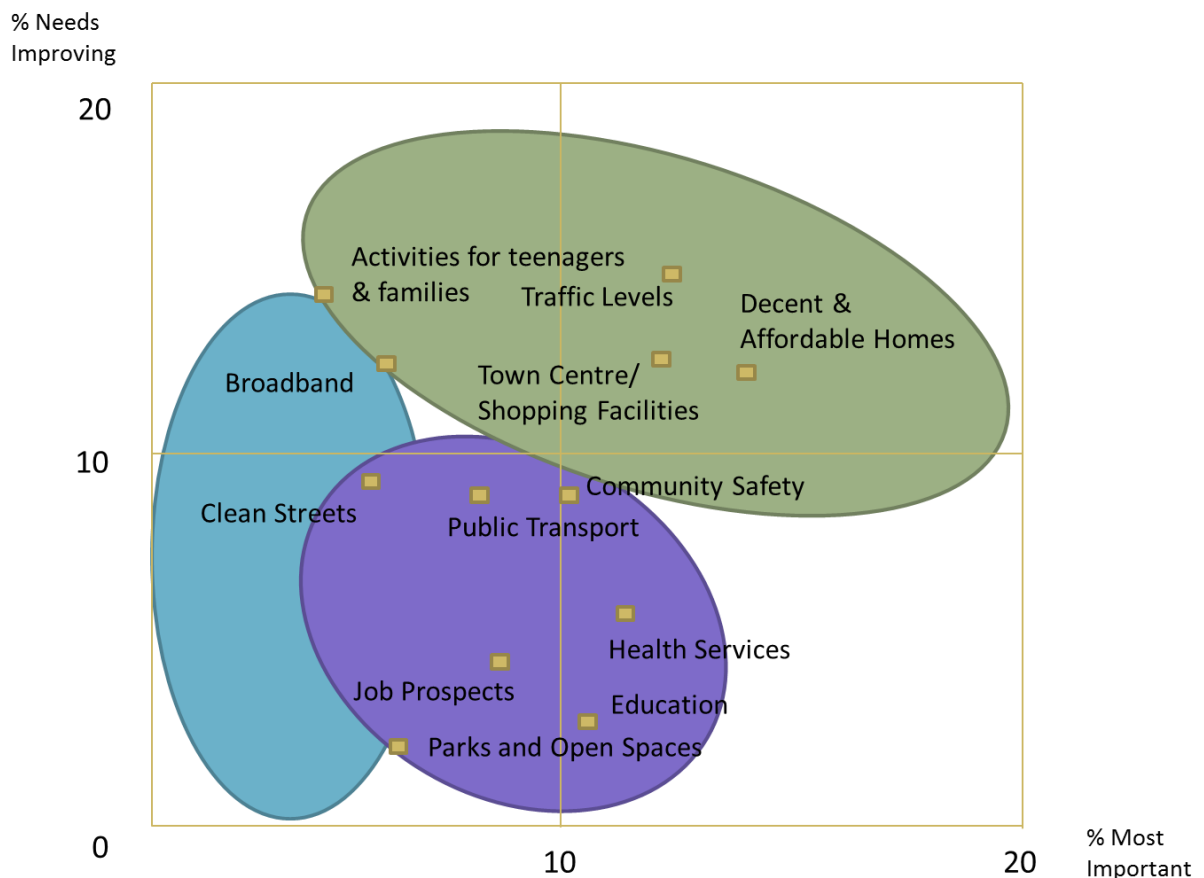 % Needs
Improving
20
Activities for teenagers
& families
Traffic Levels
Decent &
Affordable Homes
Broadband
Town Centre/
Shopping Facilities
10
Clean Streets
Community Safety
Public Transport
Health Services
Job Prospects
Education
Parks and Open Spaces
0
10
20
% Most
Important